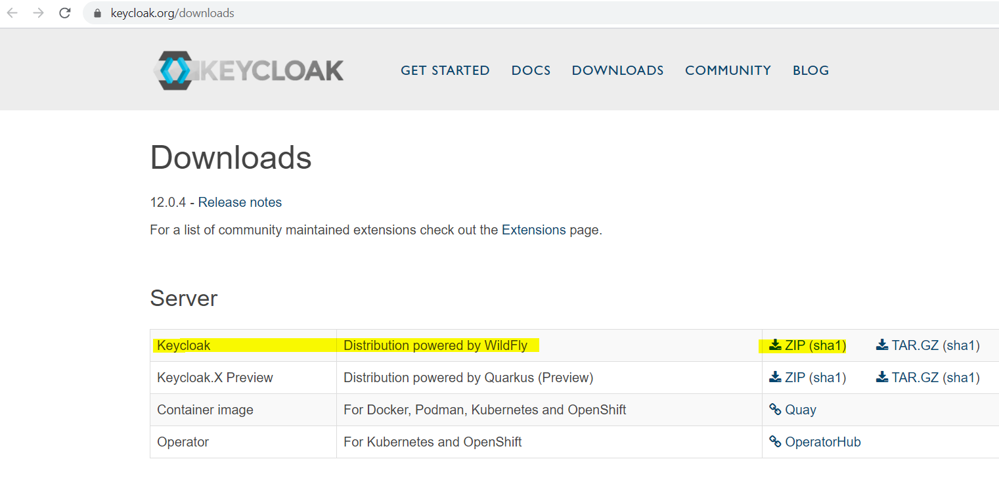 keycloak.org/downloads
KEYCLOAK GET STARTED DOCS DOWNLOADS COMMUNITY BLOG
Downloads
12.0.4 - Release notes
For a list of community maintained extensions check out the Extensions page.
Server
Keycloak Distribution powered by WildFly ZIP (sha1) TAR.GZ (sha1)
Keycloak.X Preview Distribution powered by Quarkus (Preview) ZIP (sha1) TAR.GZ (sha1)
Container image For Docker, Podman, Kubernetes and OpenShift Quay
Operator For Kubernetes and OpenShift OperatorHub